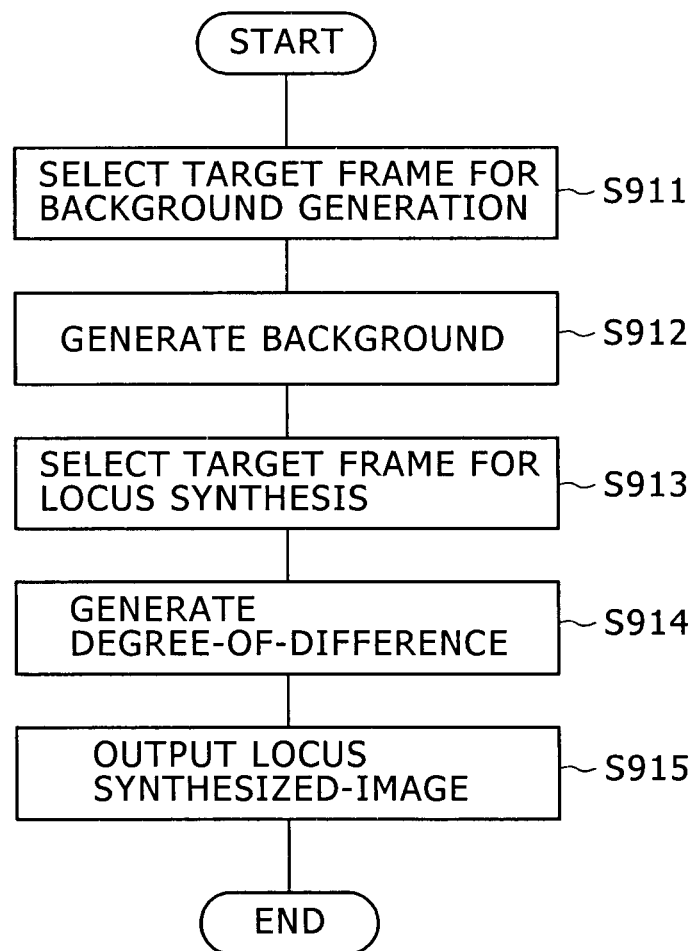 START
SELECT TARGET FRAME FOR
BACKGROUND GENERATION
S911
GENERATE BACKGROUND
S912
SELECT TARGET FRAME FOR
LOCUS SYNTHESIS
S913
GENERATE
DEGREE-OF-DIFFERENCE
S914
OUTPUT LOCUS
SYNTHESIZED-IMAGE
S915
END